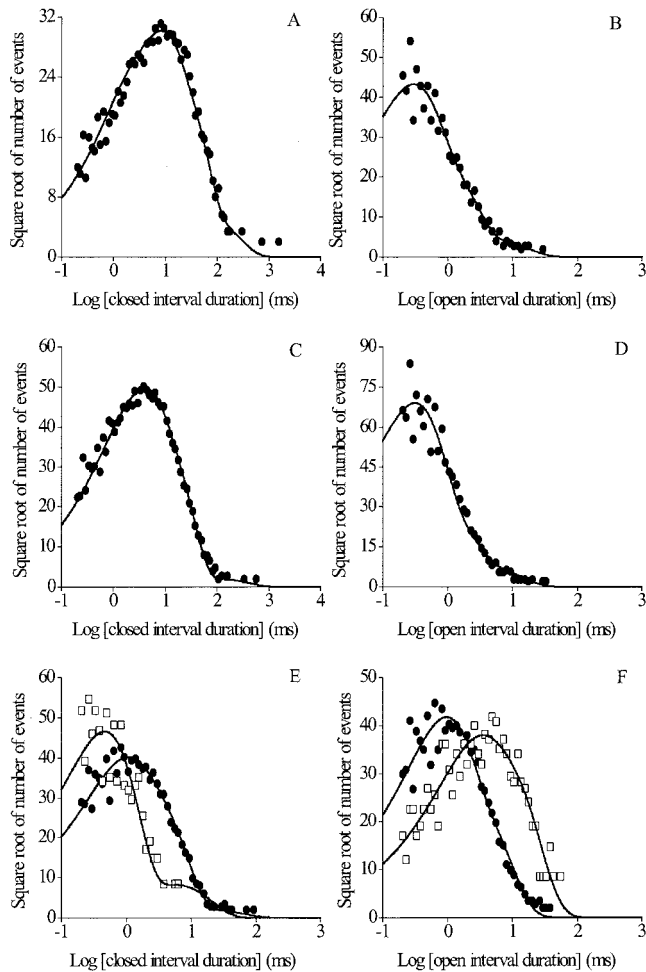 A
Square root of number of events
32
24
16
8
0
-1 0 1 2 3 4
Log [closed interval duration] (ms)
B
Square root of number of events
60
50
40
30
20
10
0
-1 0 1 2 3
Log [open interval duration] (ms)
C
Square root of number of events
60
50
40
30
20
10
0
-1 0 1 2 3 4
Log [closed interval duration] (ms)
D
Square root of number of events
90
75
60
45
30
15
0
-1 0 1 2 3
Log [open interval duration] (ms)
E
Square root of number of events
60
50
40
30
20
10
0
-1 0 1 2 3
Log [closed interval duration] (ms)
F
Square root of number of events
50
40
30
20
10
0
-1 0 1 2 3
Log [open interval duration] (ms)